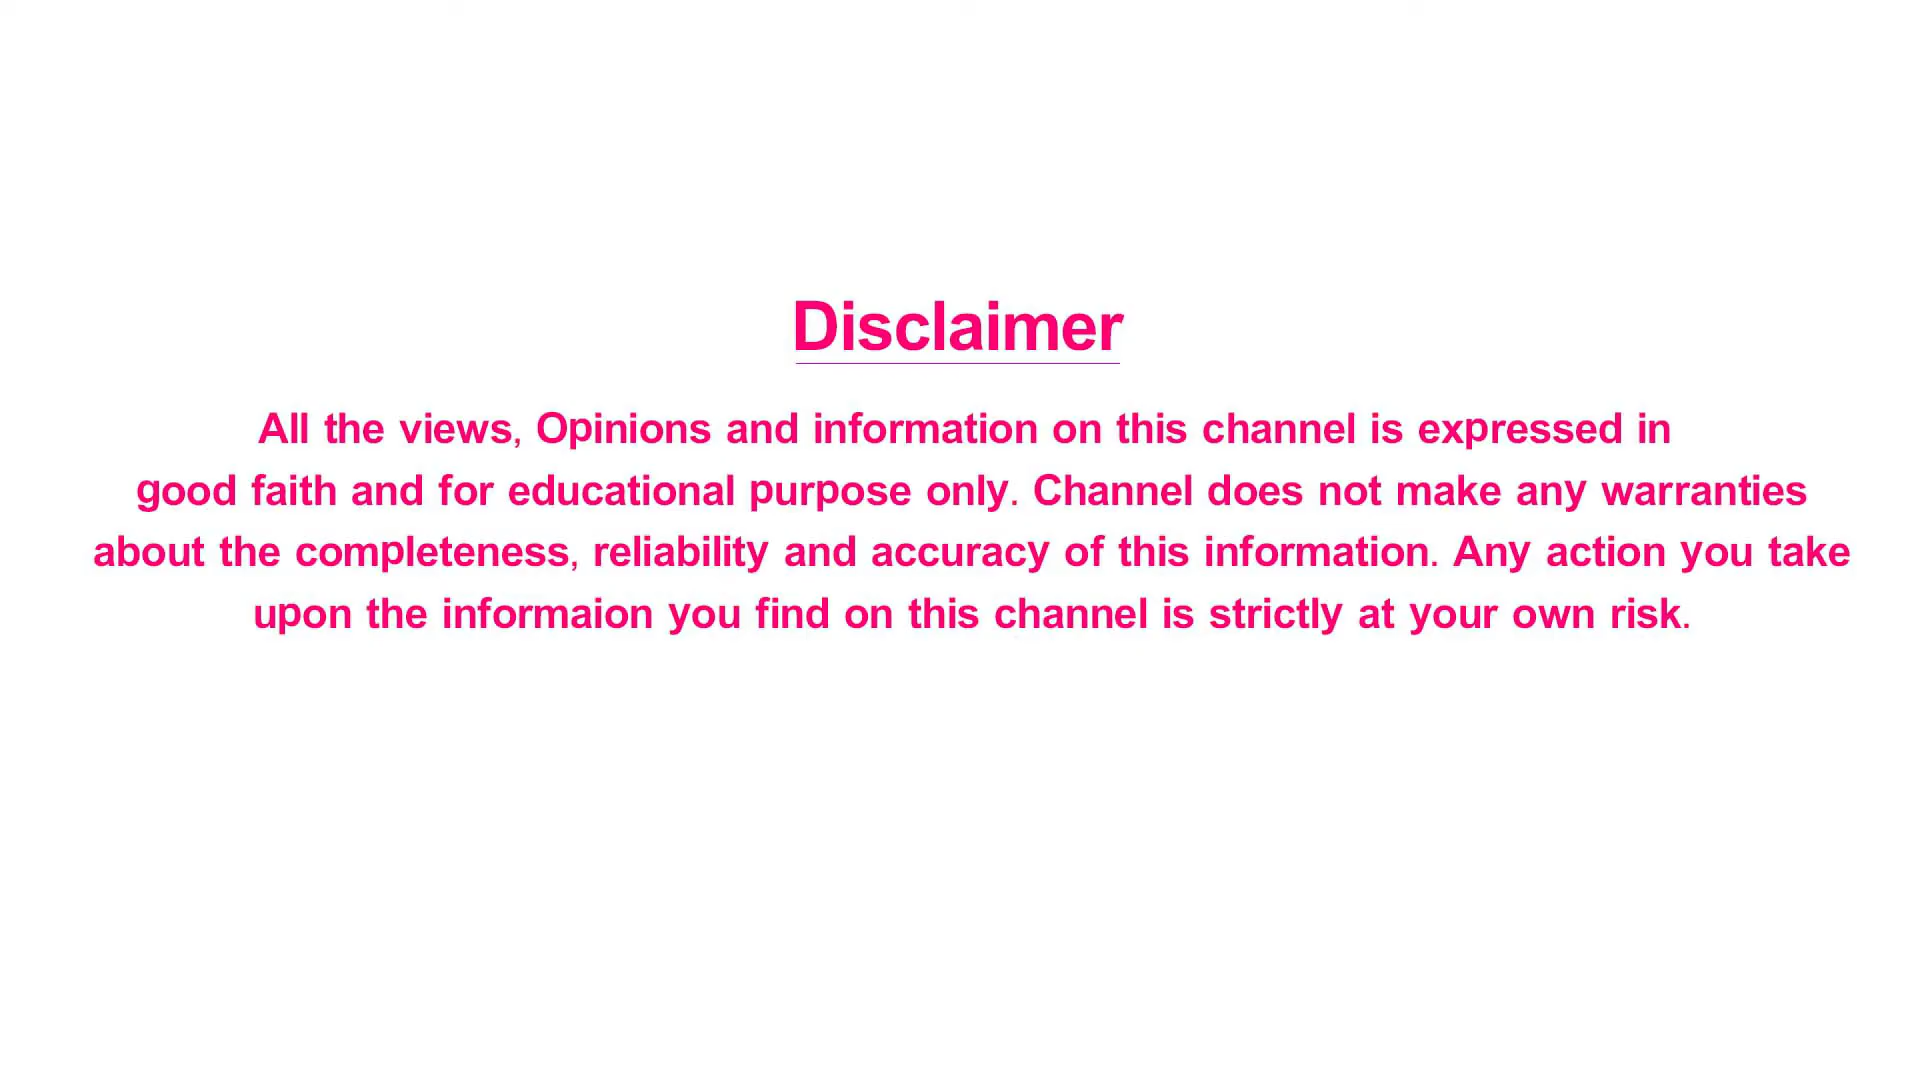 Disclaimer
All the views, Opinions and information on this channel is expressed in
good faith and for educational purpose only. Channel does not make any warranties
about the completeness, reliability and accuracy of this information. Any action you take
upon the informaion you find on this channel is strictly at your own risk.